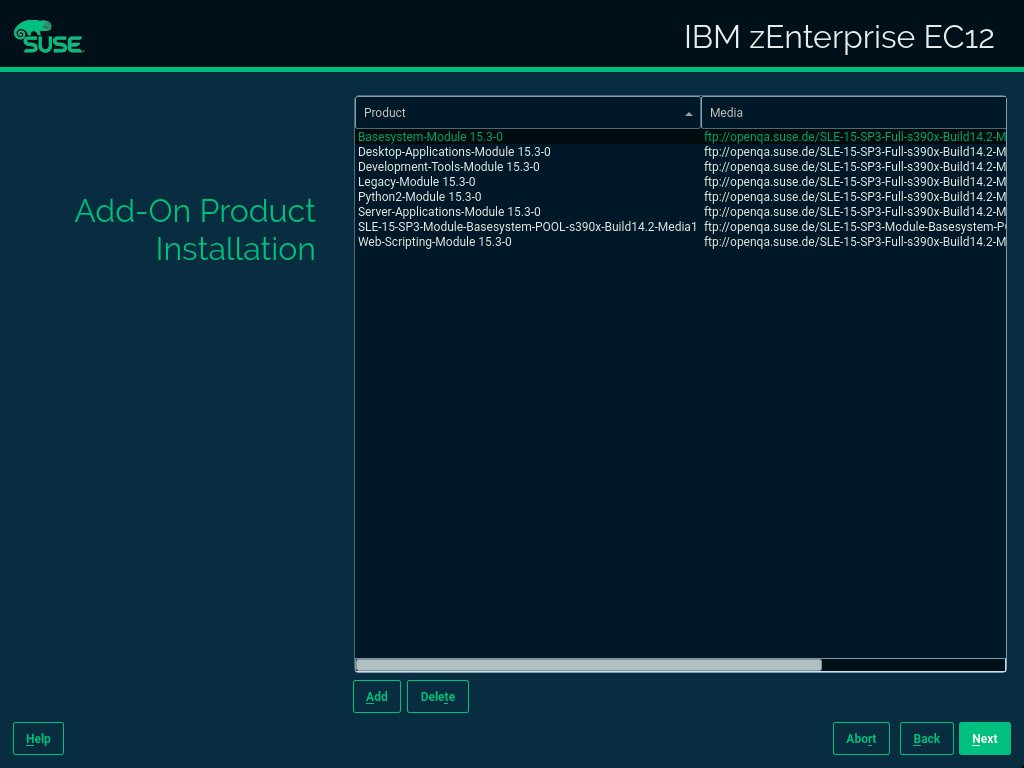 SUSE
IBM zEnterprise EC12
Add-On Product
Installation
Product Media
Basesystem-Module 15.3-0 ftp://openqa.suse.de/SLE-15-SP3-Full-s390x-Build14.2-M
Desktop-Applications-Module 15.3-0 ftp://openqa.suse.de/SLE-15-SP3-Full-s390x-Build14.2-M
Development-Tools-Module 15.3-0 ftp://openqa.suse.de/SLE-15-SP3-Full-s390x-Build14.2-M
Legacy-Module 15.3-0 ftp://openqa.suse.de/SLE-15-SP3-Full-s390x-Build14.2-M
Python2-Module 15.3-0 ftp://openqa.suse.de/SLE-15-SP3-Full-s390x-Build14.2-M
Server-Applications-Module 15.3-0 ftp://openqa.suse.de/SLE-15-SP3-Full-s390x-Build14.2-M
SLE-15-SP3-Module-Basesystem-POOL-s390x-Build14.2-Media1 ftp://openqa.suse.de/SLE-15-SP3-Module-Basesystem-P
Web-Scripting-Module 15.3-0 ftp://openqa.suse.de/SLE-15-SP3-Full-s390x-Build14.2-M
Add Delete
Help Abort Back Next